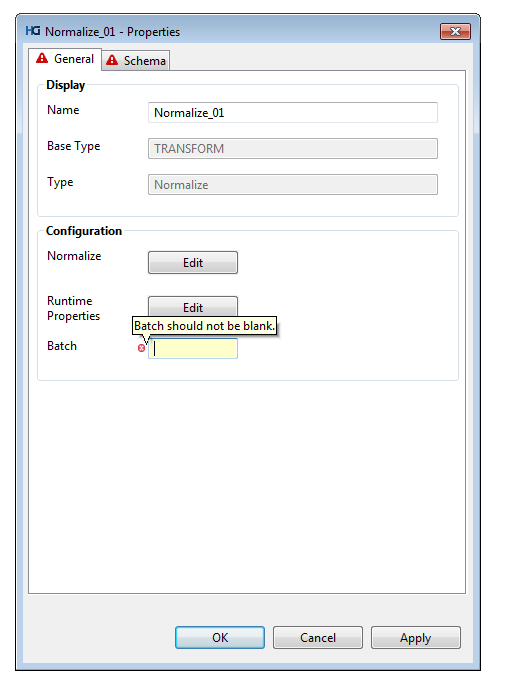 HG Normalize_01 - Properties
General
Schema
Display
Name
Normalize_01
Base Type
TRANSFORM
Type
Normalize
Configuration
Normalize
Edit
Runtime
Properties
Edit
Batch should not be blank.
Batch
OK
Cancel
Apply